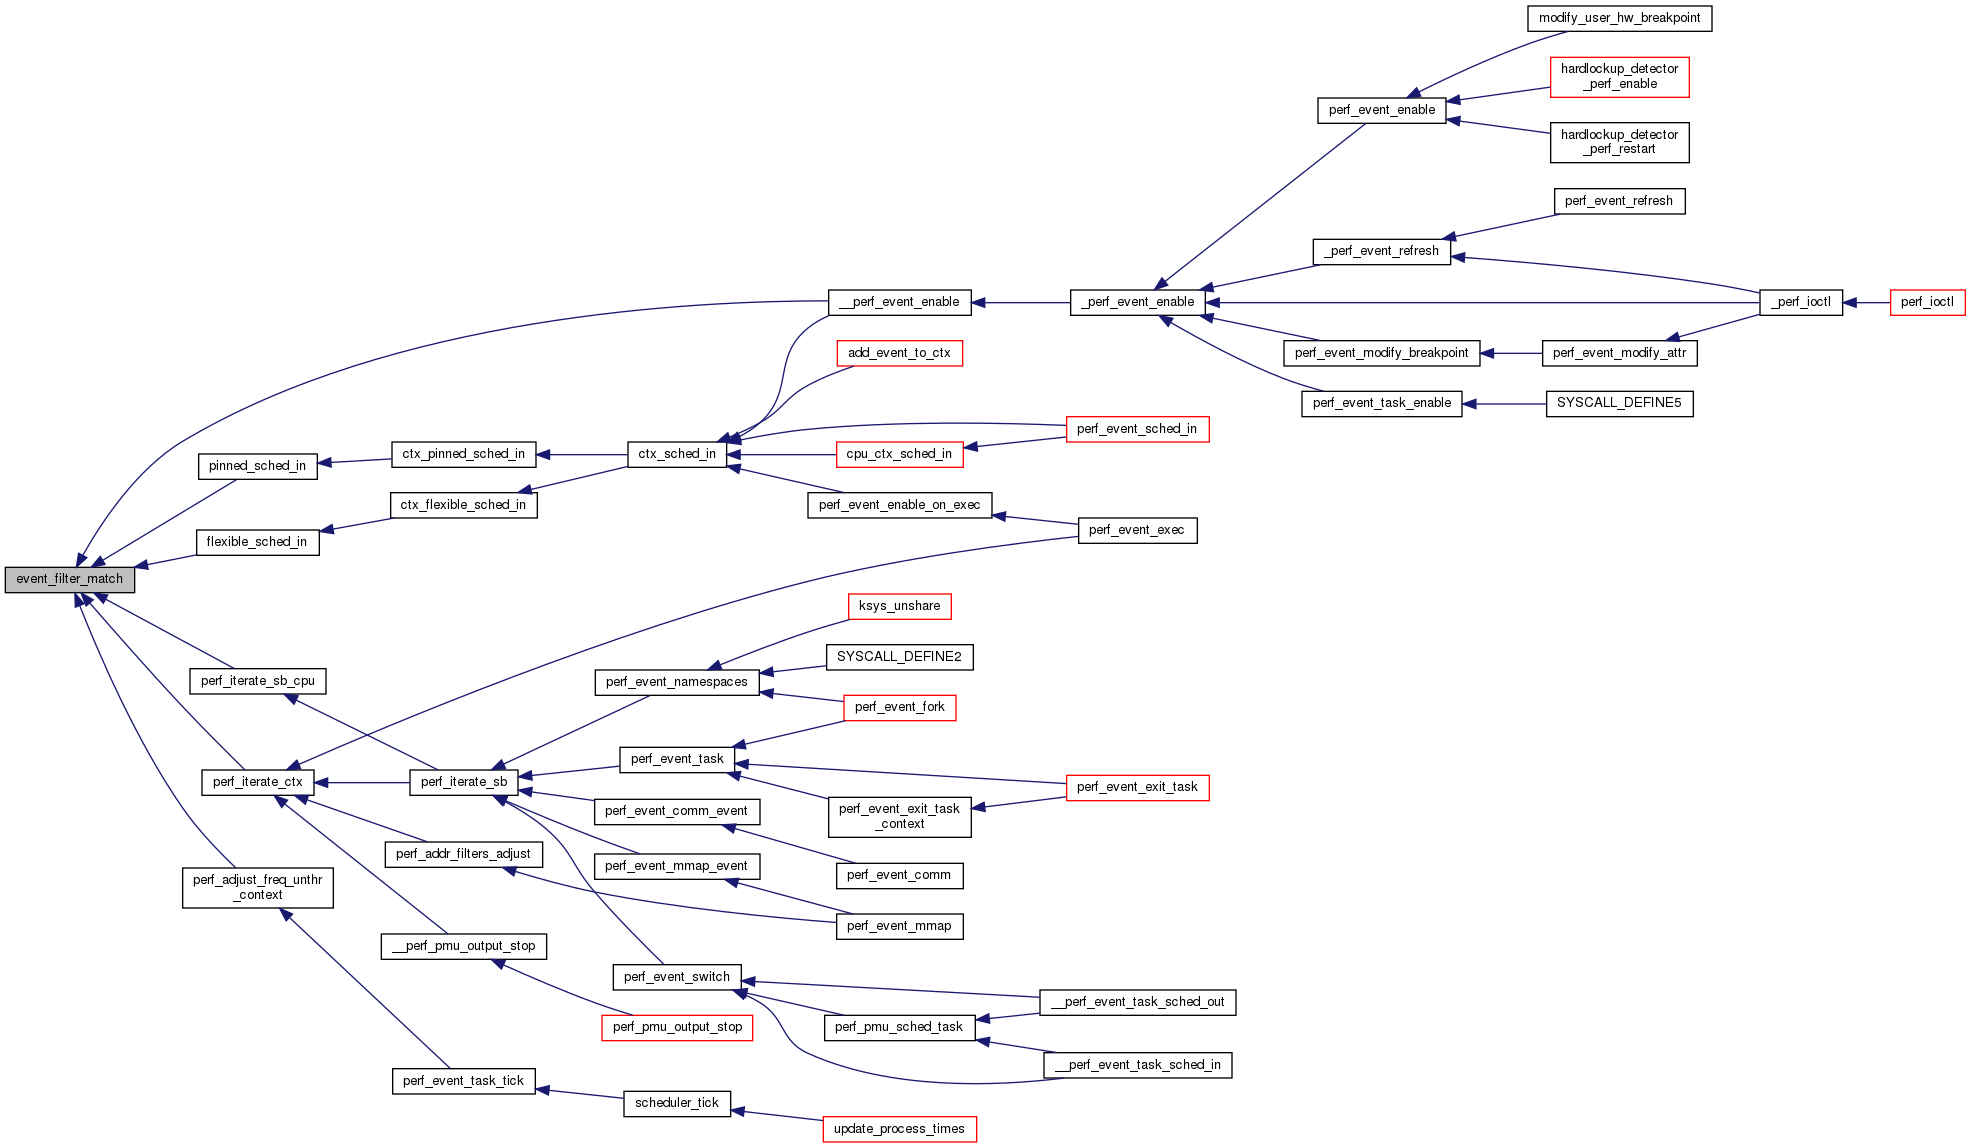 modify_user_hw_breakpoint
hardlockup_detector
_perf_enable
perf_event_enable
hardlockup_detector
_perf_restart
perf_event_refresh
_perf_event_refresh
__perf_event_enable
_perf_event_enable
_perf_ioctl
perf_ioctl
add_event_to_ctx
perf_event_modify_breakpoint
perf_event_modify_attr
perf_event_task_enable
SYSCALL_DEFINE5
perf_event_sched_in
pinned_sched_in
ctx_pinned_sched_in
ctx_sched_in
cpu_ctx_sched_in
ctx_flexible_sched_in
perf_event_enable_on_exec
flexible_sched_in
perf_event_exec
event_filter_match
ksys_unshare
SYSCALL_DEFINE2
perf_iterate_sb_cpu
perf_event_namespaces
perf_event_fork
perf_event_task
perf_iterate_ctx
perf_iterate_sb
perf_event_exit_task
perf_event_comm_event
perf_event_exit_task
_context
perf_addr_filters_adjust
perf_event_mmap_event
perf_event_comm
perf_adjust_freq_unthr
_context
perf_event_mmap
__perf_pmu_output_stop
perf_event_switch
__perf_event_task_sched_out
perf_pmu_output_stop
perf_pmu_sched_task
__perf_event_task_sched_in
perf_event_task_tick
scheduler_tick
update_process_times